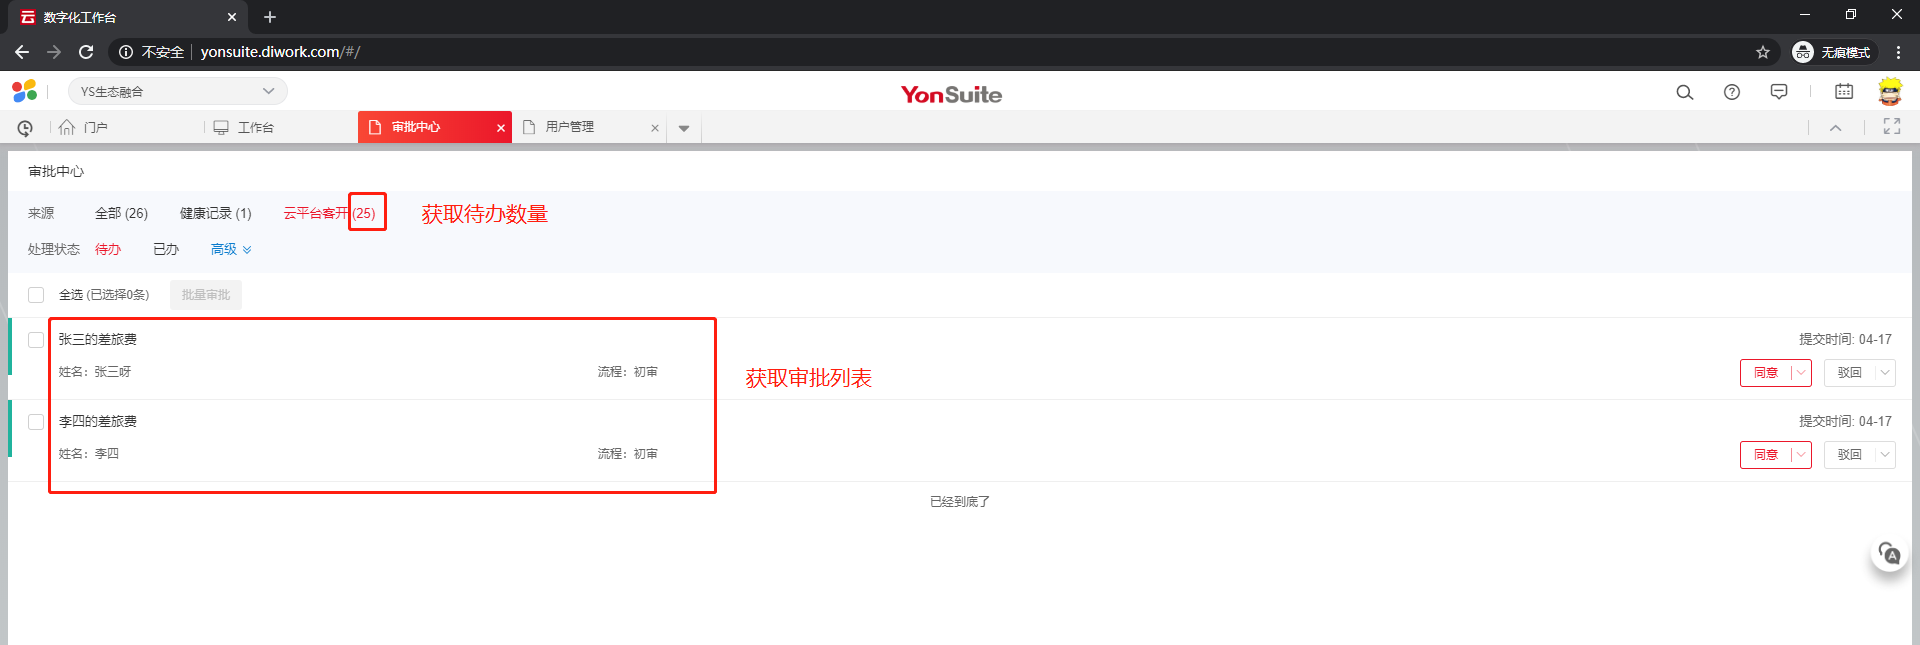 数字化工作台
不安全 yonsuite.diwork.com/#/ 无痕模式
YS生态融合 YonSuite
门户 工作台 审批中心 用户管理
审批中心
来源 全部 (26) 健康记录 (1) 云平台客开 (25) 获取待办数量
处理状态 待办 已办 高级
全选 (已选择0条) 批量审批
张三的差旅费 提交时间: 04-17
姓名：张三呀 流程：初审 同意 驳回
获取审批列表
李四的差旅费 提交时间: 04-17
姓名：李四 流程：初审 同意 驳回
已经到底了